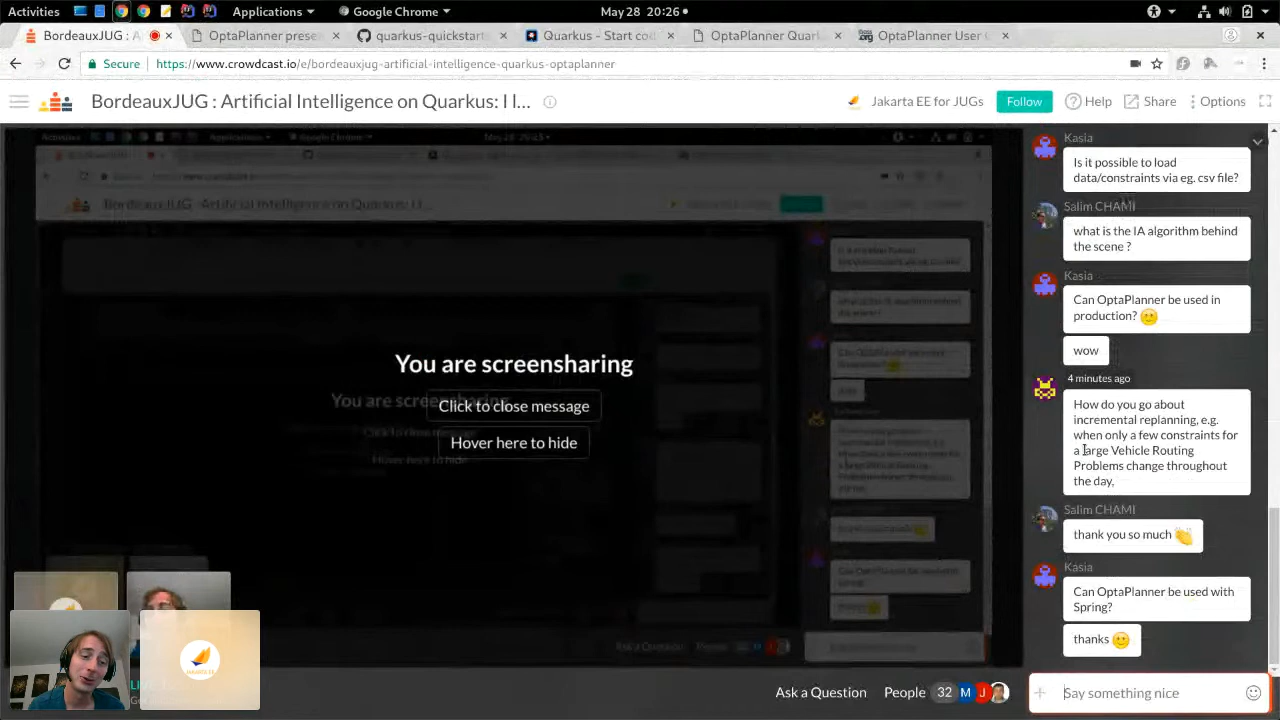 Activities
Applications
Google Chrome
May 28 20:26
BordeauxJUG : A
OptaPlanner prese
quarkus-quickstart
Quarkus - Start co
OptaPlanner Quar
OptaPlanner User G
Secure
https://www.crowdcast.io/e/bordeauxjug-artificial-intelligence-quarkus-optaplanner
BordeauxJUG : Artificial Intelligence on Quarkus: I l...
Jakarta EE for JUGs
Follow
Help
Share
Options
Kasia
Is it possible to load
data/constraints via eg. csv file?
Salim CHAMI
what is the IA algorithm behind
the scene ?
Kasia
Can OptaPlanner be used in
production?
wow
4 minutes ago
How do you go about
incremental replanning, e.g.
when only a few constraints for
a large Vehicle Routing
Problems change throughout
the day,
Salim CHAMI
thank you so much
Kasia
Can OptaPlanner be used with
Spring?
thanks
You are screensharing
Click to close message
Hover here to hide
Ask a Question
People
32
M
J
Say something nice